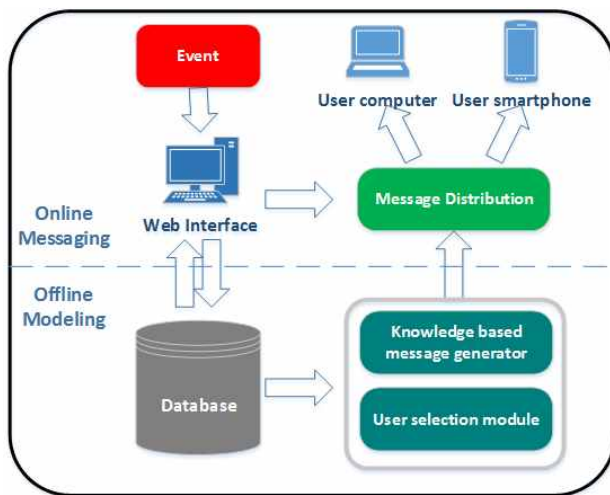 Event
User computer
User smartphone
Web Interface
Message Distribution
Online
Messaging
Offline
Modeling
Database
Knowledge based
message generator
User selection module